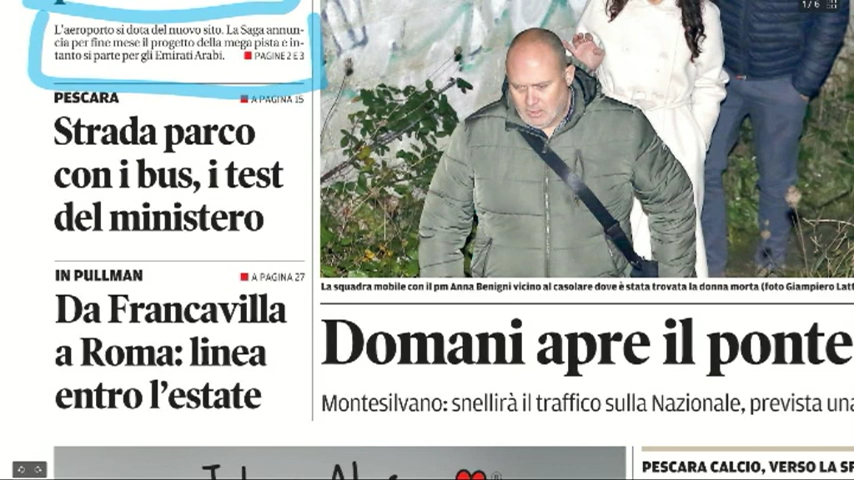 L'aeroporto si dota del nuovo sito. La Saga annun-
cia per fine mese il progetto della mega pista e in-
tanto si parte per gli Emirati Arabi. PAGINE 2 E 3
PESCARA A PAGINA 15
Strada parco
con i bus, i test
del ministero
IN PULLMAN A PAGINA 27
Da Francavilla
a Roma: linea
entro l'estate
1 / 6
La squadra mobile con il pm Anna Benigni vicino al casolare dove è stata trovata la donna morta (foto Giampiero Latt
Domani apre il ponte
Montesilvano: snellirà il traffico sulla Nazionale, prevista una
PESCARA CALCIO, VERSO LA SP